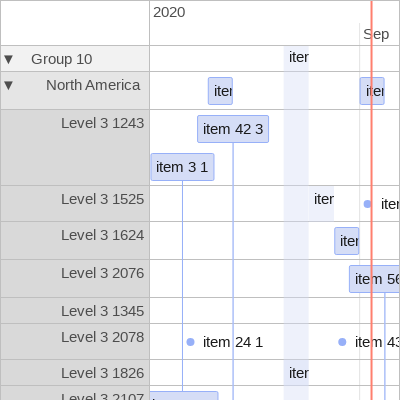 2020
Sep
▼ Group 10
iter
▼ North America
iter
iter
Level 3 1243
item 42 3
item 3 1
Level 3 1525
iter
iter
Level 3 1624
iter
Level 3 2076
item 56
Level 3 1345
Level 3 2078
item 24 1
item 43
Level 3 1826
iter
Level 3 2107